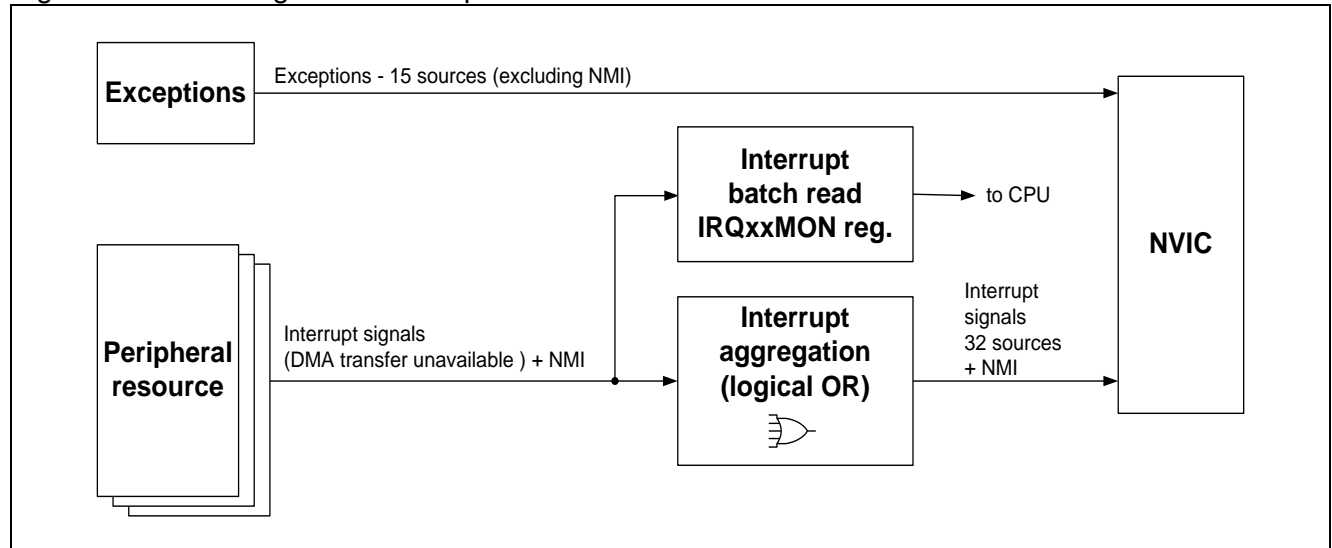 Exceptions
Exceptions - 15 sources (excluding NMI)
Interrupt
batch read
IRQxxMON reg.
to CPU
NVIC
Peripheral
resource
Interrupt signals
(DMA transfer unavailable ) + NMI
Interrupt
aggregation
(logical OR)
Interrupt
signals
32 sources
+ NMI